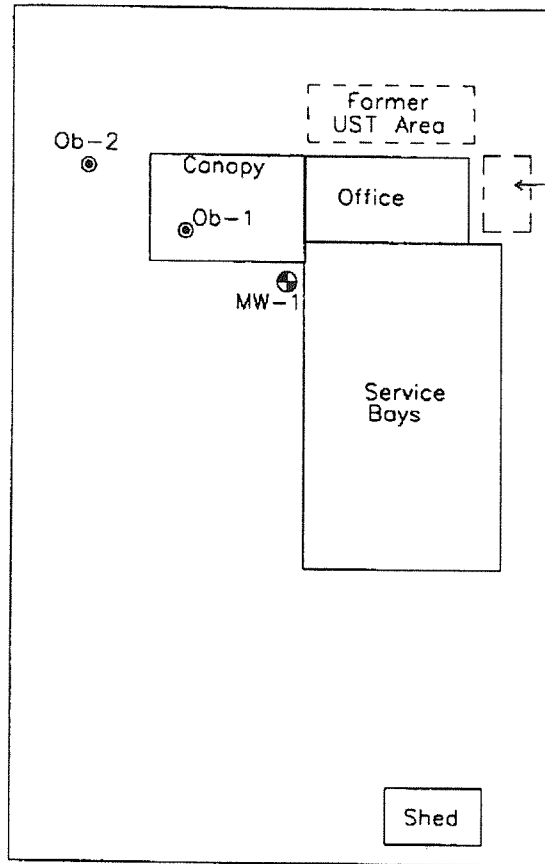 Former
UST Area
Ob-2
Canopy
Office
Ob-1
MW-1
Service
Bays
Shed